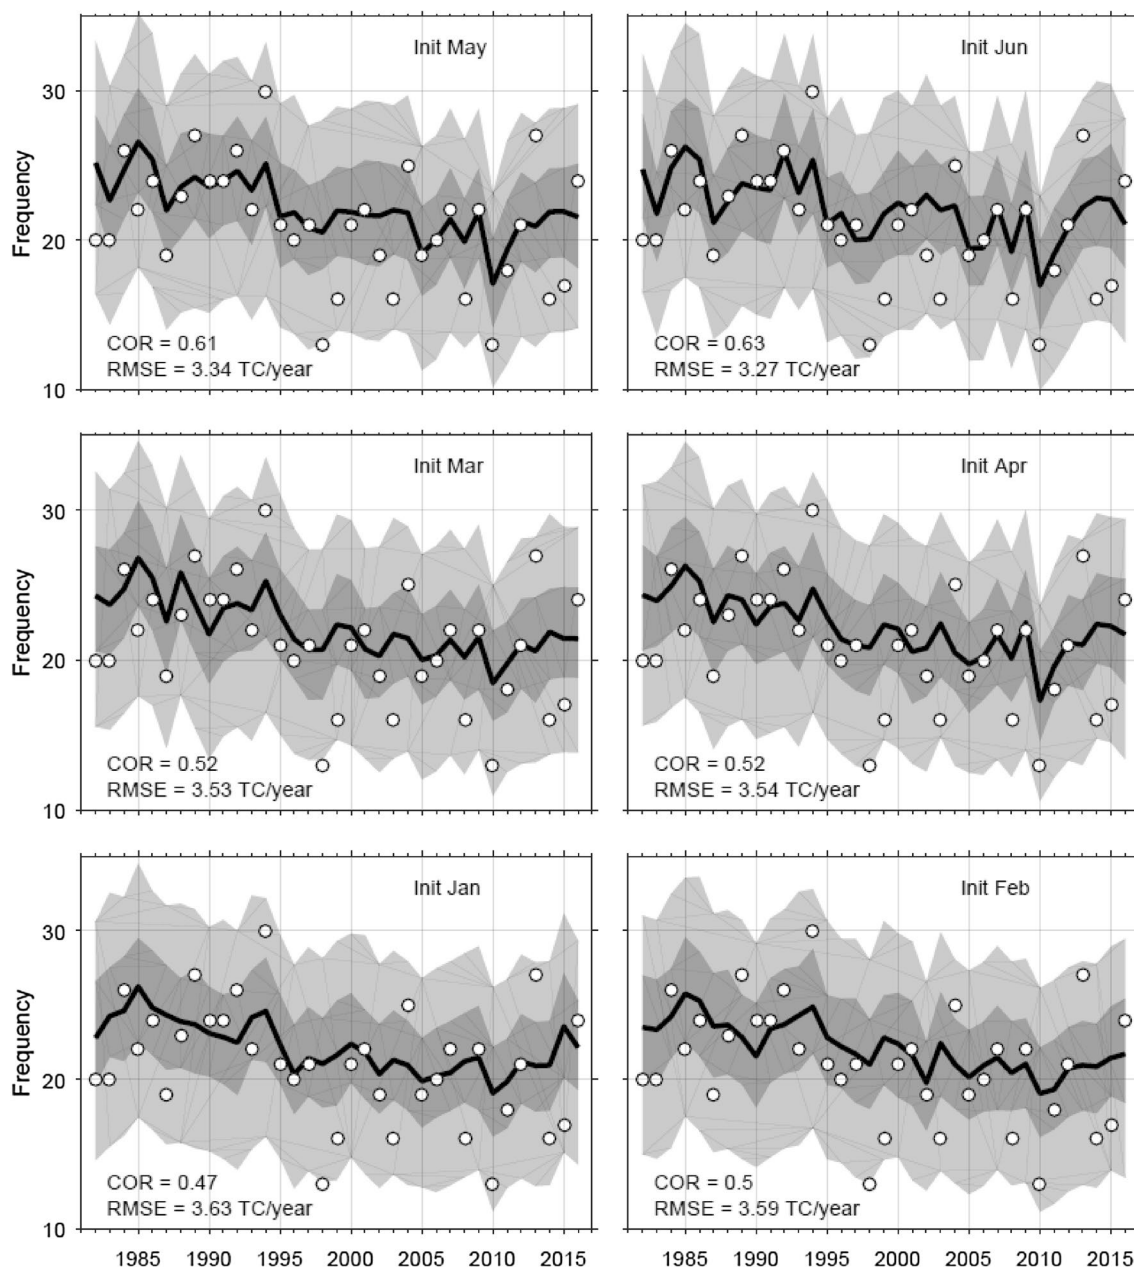 Init May
Init Jun
30
Frequency
20
COR = 0.61
RMSE = 3.34 TC/year
COR = 0.63
RMSE = 3.27 TC/year
10
Init Mar
Init Apr
30
Frequency
20
COR = 0.52
RMSE = 3.53 TC/year
COR = 0.52
RMSE = 3.54 TC/year
10
Init Jan
Init Feb
30
Frequency
20
COR = 0.47
RMSE = 3.63 TC/year
COR = 0.5
RMSE = 3.59 TC/year
10
1985 1990 1995 2000 2005 2010 2015
1985 1990 1995 2000 2005 2010 2015